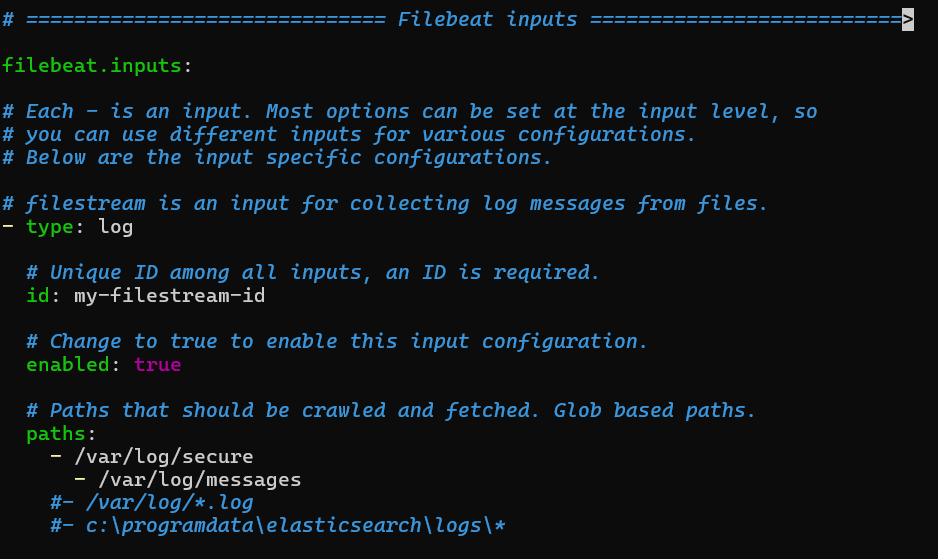 # ============================== Filebeat inputs ==========================>
filebeat.inputs:
# Each - is an input. Most options can be set at the input level, so
# you can use different inputs for various configurations.
# Below are the input specific configurations.
# filestream is an input for collecting log messages from files.
- type: log
  # Unique ID among all inputs, an ID is required.
  id: my-filestream-id
  # Change to true to enable this input configuration.
  enabled: true
  # Paths that should be crawled and fetched. Glob based paths.
  paths:
    - /var/log/secure
      - /var/log/messages
    #- /var/log/*.log
    #- c:\programdata\elasticsearch\logs\*